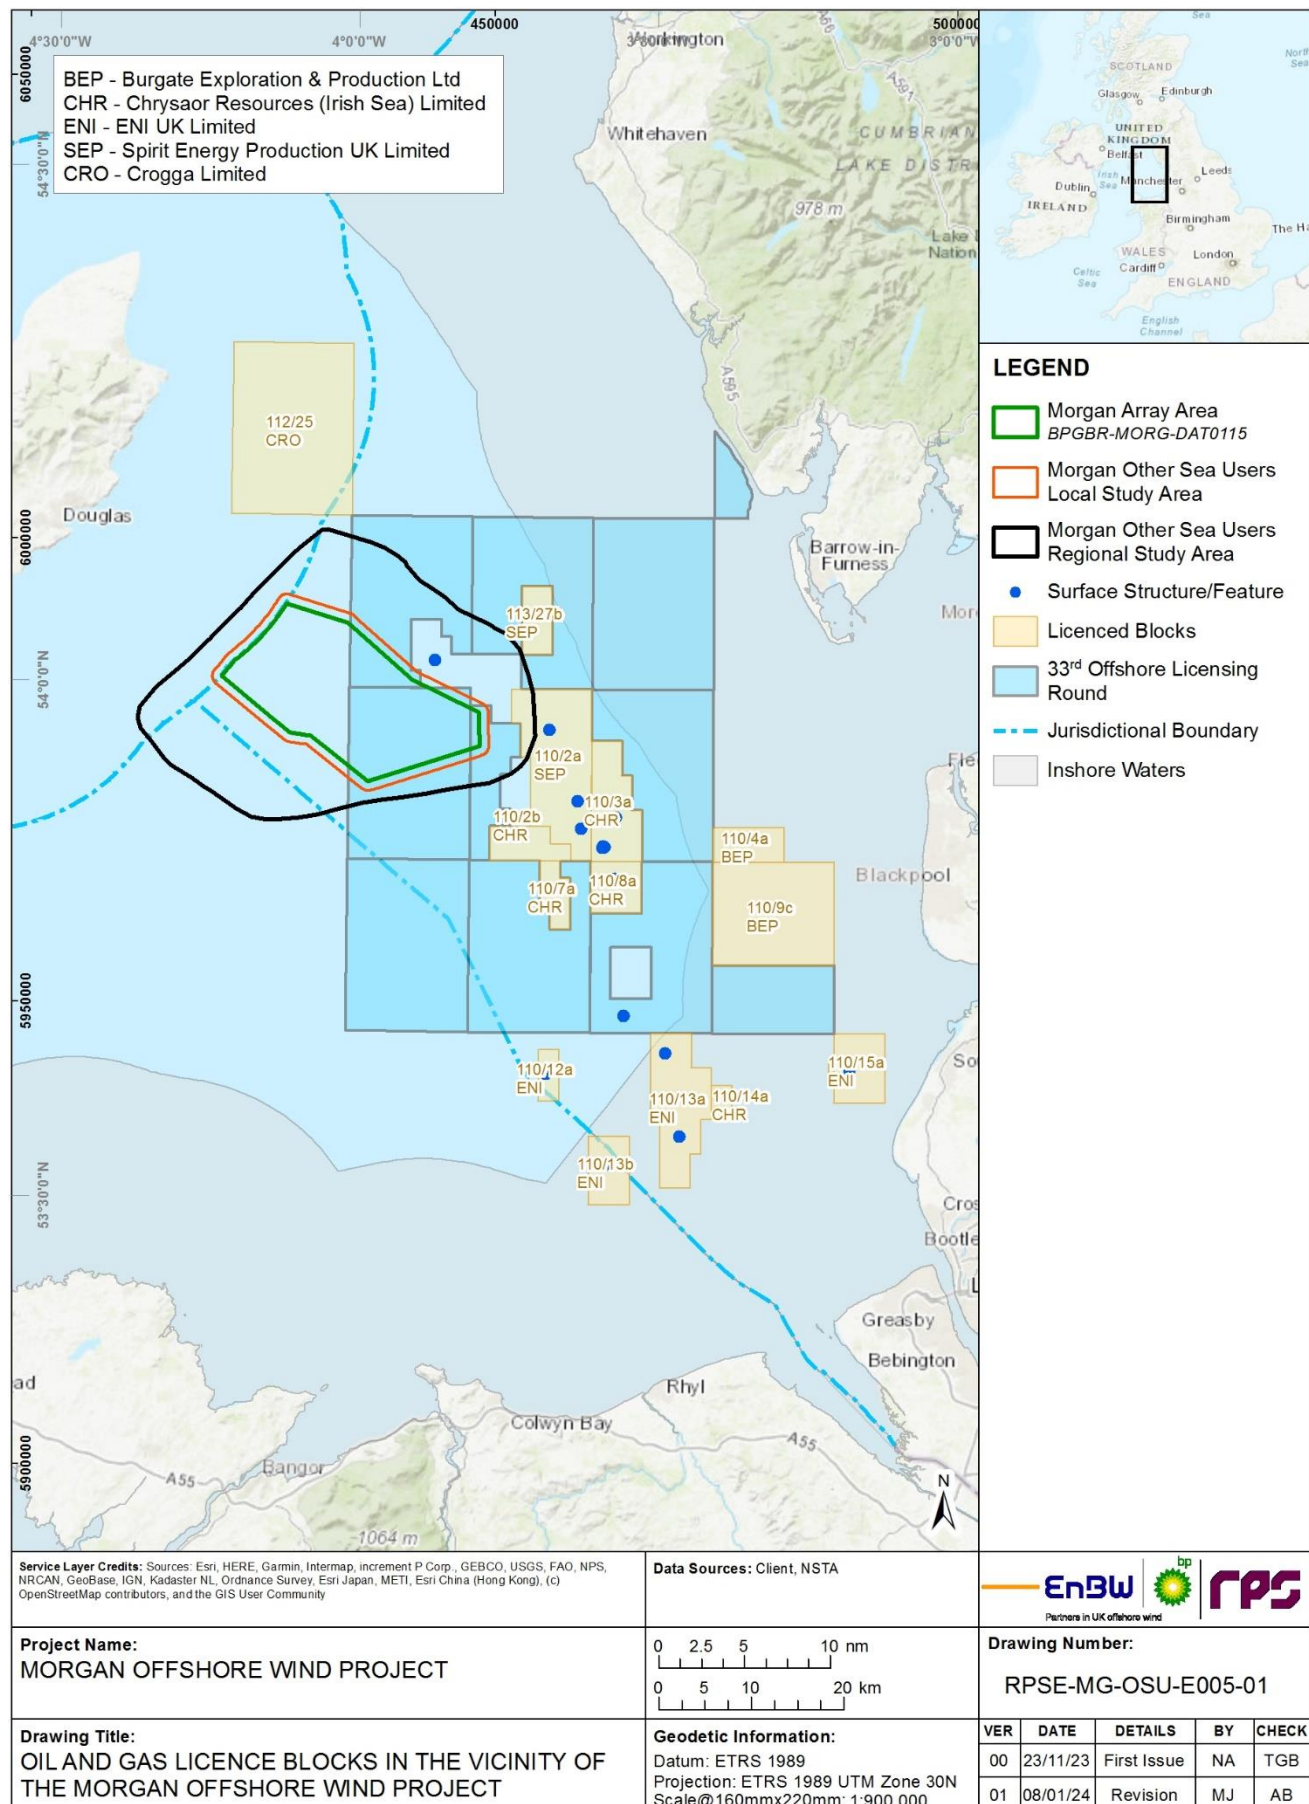 450000
500000
4°30'0"W
4°0'0"W
3°0'0"W
6050000
54°30'0"N
6000000
54°0'0"N
5950000
53°30'0"N
5900000
BEP - Burgate Exploration & Production Ltd
CHR - Chrysaor Resources (Irish Sea) Limited
ENI - ENI UK Limited
SEP - Spirit Energy Production UK Limited
CRO - Crogga Limited
Workington
A66
A591
Whitehaven
CUMBRIAN
LAKE DISTR
978 m
Lake
Nation
A595
112/25
CRO
Douglas
Barrow-in-
Furness
More
113/27b
SEP
110/2a
SEP
110/3a
CHR
110/2b
CHR
110/4a
BEP
Flee
110/7a
CHR
110/8a
CHR
Blackpool
110/9c
BEP
110/12a
ENI
110/13a
ENI
110/14a
CHR
110/15a
ENI
So
110/13b
ENI
Cros
Bootle
L
Greasby
Bebington
Rhyl
Colwyn Bay
A55
ad
Bangor
A55
1064 m
N
Sea
North
Sea
SCOTLAND
Glasgow
Edinburgh
UNITED
KINGDOM
Belfast
Irish
Sea
Manchester
Leeds
Dublin
IRELAND
Birmingham
The Ha
WALES
Cardiff
London
Celtic
Sea
ENGLAND
English
Channel
LEGEND
Morgan Array Area
BPGBR-MORG-DAT0115
Morgan Other Sea Users
Local Study Area
Morgan Other Sea Users
Regional Study Area
Surface Structure/Feature
Licenced Blocks
33rd Offshore Licensing
Round
Jurisdictional Boundary
Inshore Waters
Service Layer Credits: Sources: Esri, HERE, Garmin, Intermap, increment P Corp., GEBCO, USGS, FAO, NPS,
NRCAN, GeoBase, IGN, Kadaster NL, Ordnance Survey, Esri Japan, METI, Esri China (Hong Kong), (c)
OpenStreetMap contributors, and the GIS User Community
Data Sources: Client, NSTA
EnBW
bp
rps
Partners in UK offshore wind
Project Name:
MORGAN OFFSHORE WIND PROJECT
0 2.5 5 10 nm
0 5 10 20 km
Drawing Number:
RPSE-MG-OSU-E005-01
Drawing Title:
OIL AND GAS LICENCE BLOCKS IN THE VICINITY OF
THE MORGAN OFFSHORE WIND PROJECT
Geodetic Information:
Datum: ETRS 1989
Projection: ETRS 1989 UTM Zone 30N
Scale@160mmx220mm: 1:900,000
VER DATE DETAILS BY CHECK
00 23/11/23 First Issue NA TGB
01 08/01/24 Revision MJ AB